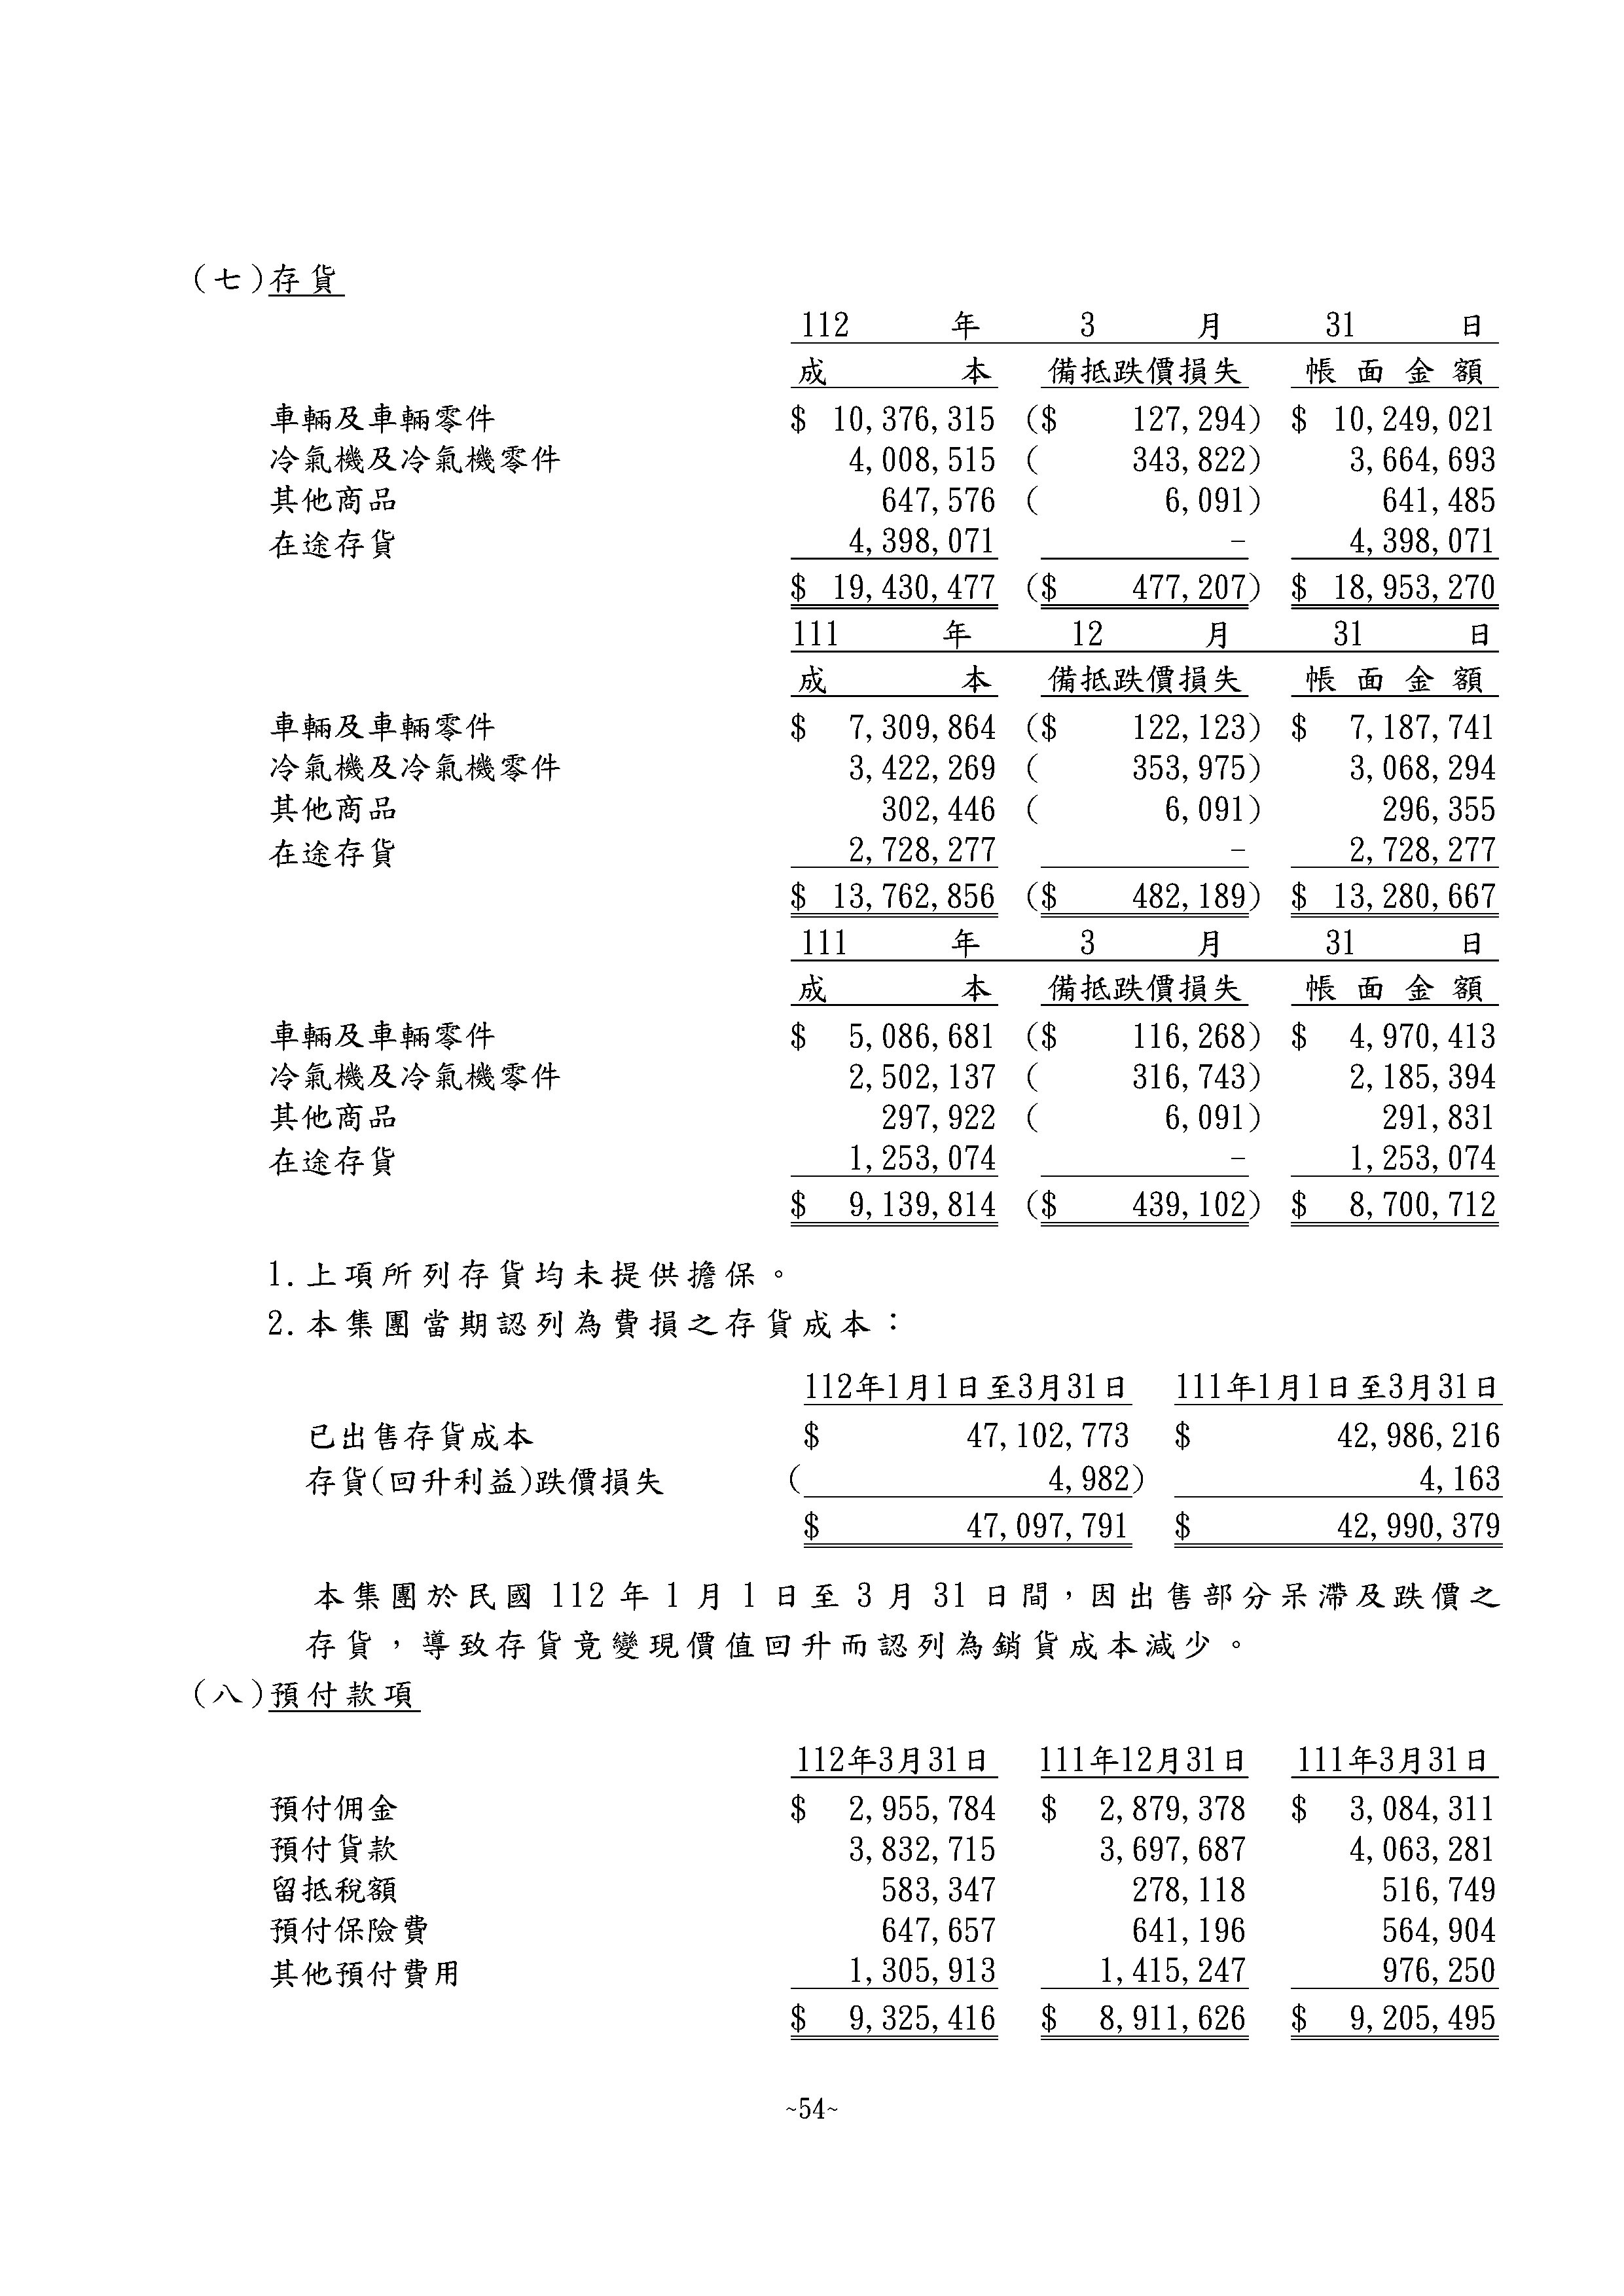 (七)存貨
112 年 3 月 31 日
成 本 備抵跌價損失 帳面金額
車輛及車輛零件 $ 10,376,315 ($ 127,294) $ 10,249,021
冷氣機及冷氣機零件 4,008,515 ( 343,822) 3,664,693
其他商品 647,576 ( 6,091) 641,485
在途存貨 4,398,071 - 4,398,071
$ 19,430,477 ($ 477,207) $ 18,953,270
111 年 12 月 31 日
成 本 備抵跌價損失 帳面金額
車輛及車輛零件 $ 7,309,864 ($ 122,123) $ 7,187,741
冷氣機及冷氣機零件 3,422,269 ( 353,975) 3,068,294
其他商品 302,446 ( 6,091) 296,355
在途存貨 2,728,277 - 2,728,277
$ 13,762,856 ($ 482,189) $ 13,280,667
111 年 3 月 31 日
成 本 備抵跌價損失 帳面金額
車輛及車輛零件 $ 5,086,681 ($ 116,268) $ 4,970,413
冷氣機及冷氣機零件 2,502,137 ( 316,743) 2,185,394
其他商品 297,922 ( 6,091) 291,831
在途存貨 1,253,074 - 1,253,074
$ 9,139,814 ($ 439,102) $ 8,700,712
1.上項所列存貨均未提供擔保。
2.本集團當期認列為費損之存貨成本：
112年1月1日至3月31日 111年1月1日至3月31日
已出售存貨成本 $ 47,102,773 $ 42,986,216
存貨(回升利益)跌價損失 ( 4,982) 4,163
$ 47,097,791 $ 42,990,379
本集團於民國 112 年 1 月 1 日至 3 月 31 日間，因出售部分呆滯及跌價之
存貨，導致存貨竟變現價值回升而認列為銷貨成本減少。
(八)預付款項
112年3月31日 111年12月31日 111年3月31日
預付佣金 $ 2,955,784 $ 2,879,378 $ 3,084,311
預付貨款 3,832,715 3,697,687 4,063,281
留抵稅額 583,347 278,118 516,749
預付保險費 647,657 641,196 564,904
其他預付費用 1,305,913 1,415,247 976,250
$ 9,325,416 $ 8,911,626 $ 9,205,495
~54~